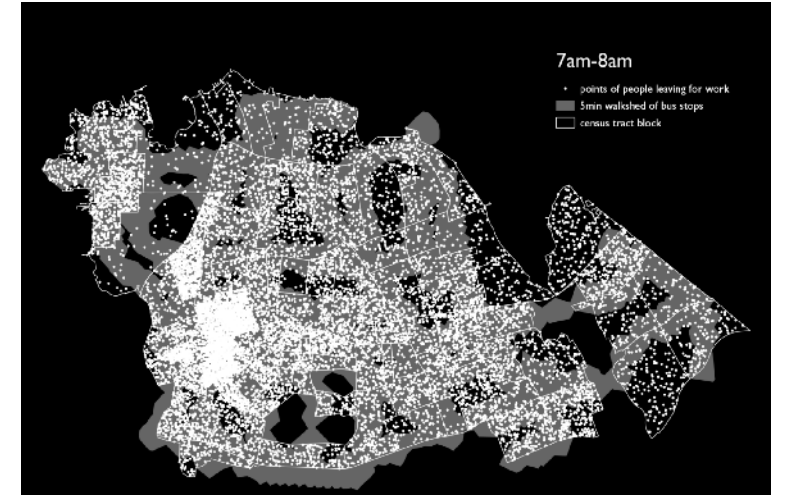 7am-8am
points of people leaving for work
5min walkshed of bus stops
census tract block